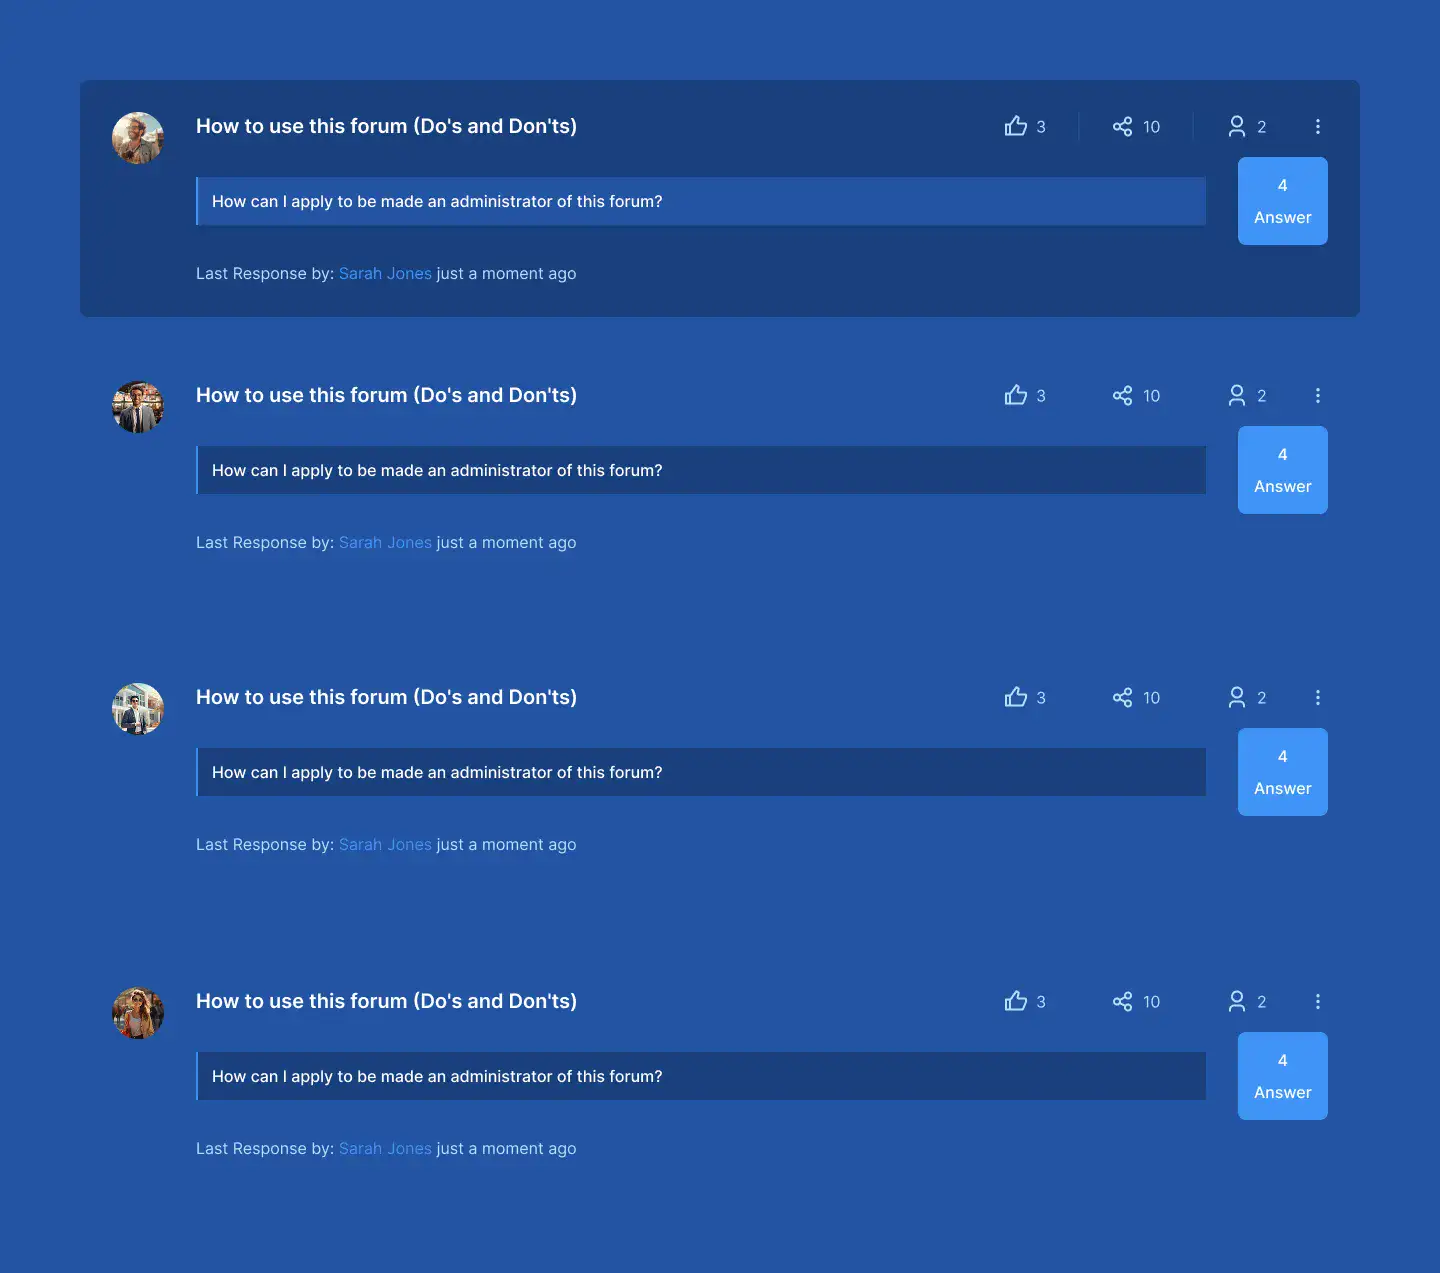 How to use this forum (Do's and Don'ts)
3
10
2
How can I apply to be made an administrator of this forum?
4
Answer
Last Response by: Sarah Jones just a moment ago
How to use this forum (Do's and Don'ts)
3
10
2
How can I apply to be made an administrator of this forum?
4
Answer
Last Response by: Sarah Jones just a moment ago
How to use this forum (Do's and Don'ts)
3
10
2
How can I apply to be made an administrator of this forum?
4
Answer
Last Response by: Sarah Jones just a moment ago
How to use this forum (Do's and Don'ts)
3
10
2
How can I apply to be made an administrator of this forum?
4
Answer
Last Response by: Sarah Jones just a moment ago